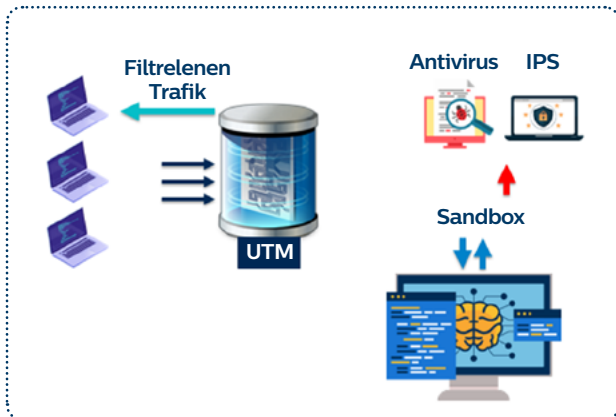 Filtrelenen
Trafik
Antivirus
IPS
UTM
Sandbox